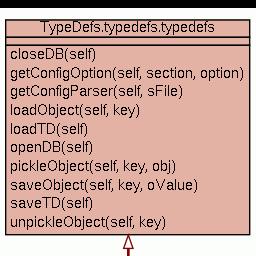 TypeDefs.typedefs.typedefs
closeDB(self)
getConfigOption(self, section, option)
getConfigParser(self, sFile)
loadObject(self, key)
loadTD(self)
openDB(self)
pickleObject(self, key, obj)
saveObject(self, key, oValue)
saveTD(self)
unpickleObject(self, key)